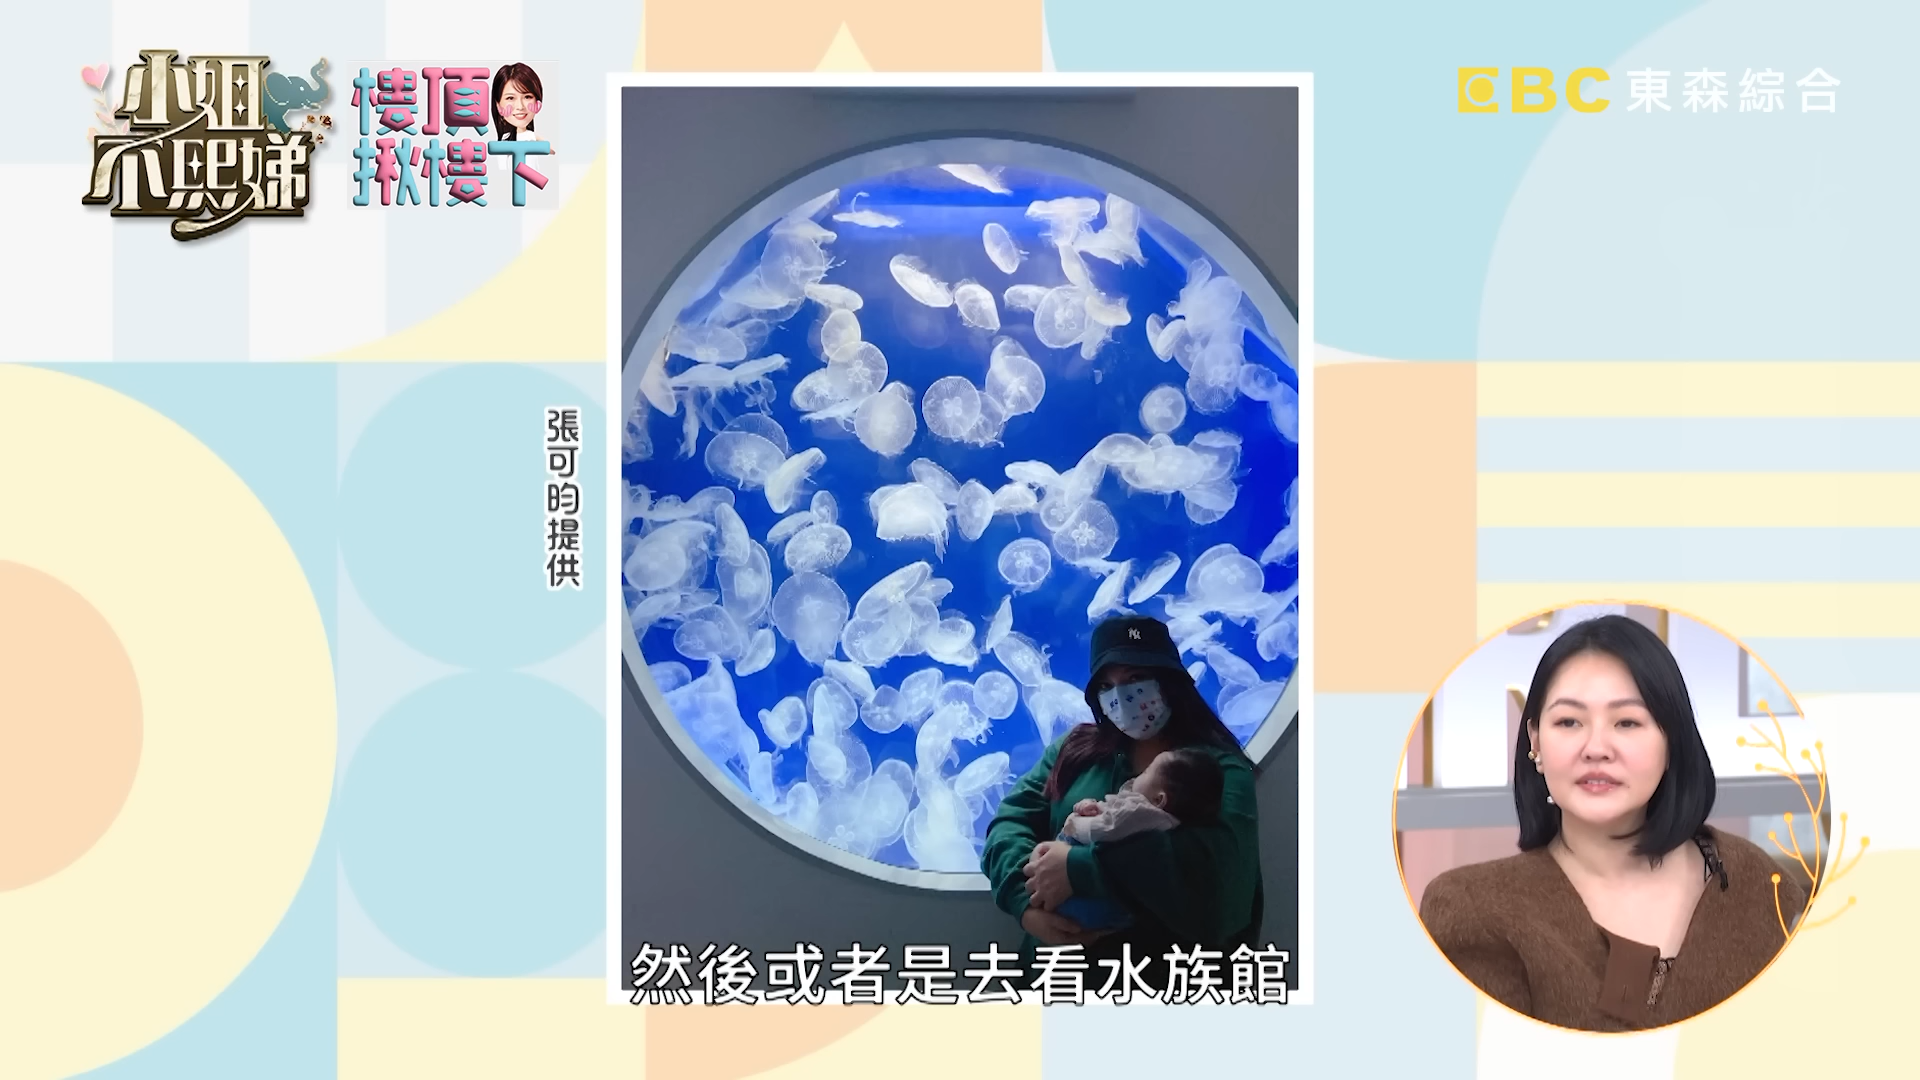 小姐
不熙娣
樓頂
揪樓下
EBC 東森綜合
張可昀提供
然後或者是去看水族館